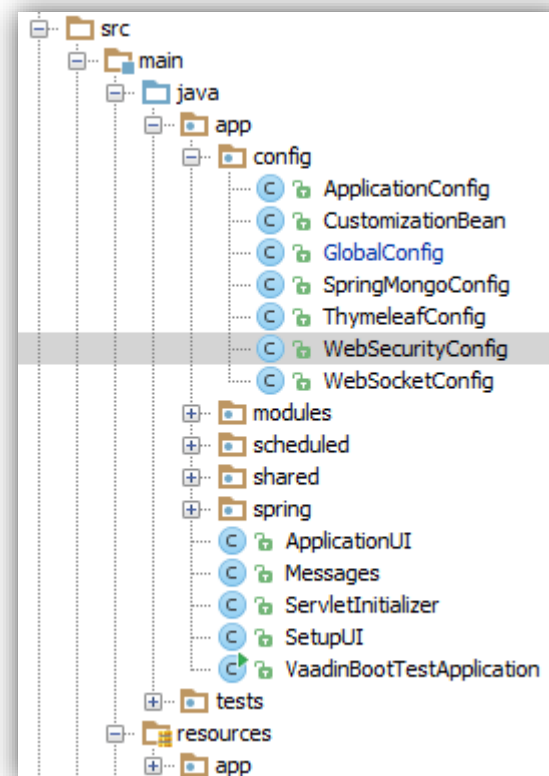 src
main
java
app
config
ApplicationConfig
CustomizationBean
GlobalConfig
SpringMongoConfig
ThymeleafConfig
WebSecurityConfig
WebSocketConfig
modules
scheduled
shared
spring
ApplicationUI
Messages
ServletInitializer
SetupUI
VaadinBootTestApplication
tests
resources
app